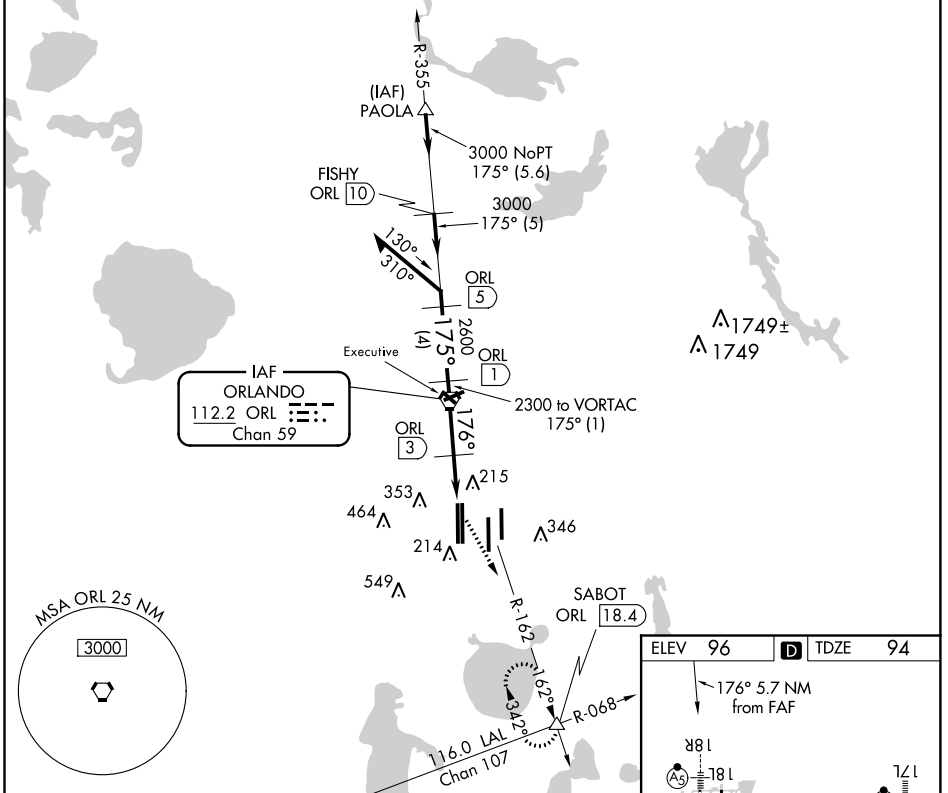 R-355
(IAF)
PAOLA
3000 NoPT
175° (5.6)
FISHY
ORL 10
3000
175° (5)
130°
310°
ORL
5
2600
175°
(4)
Executive
ORL
1
IAF
ORLANDO
112.2 ORL
Chan 59
2300 to VORTAC
175° (1)
1749±
1749
176°
ORL
3
215
353
464
346
214
549
MSA ORL 25 NM
3000
R-162
SABOT
ORL 18.4
162°
342°
R-068
116.0 LAL
Chan 107
ELEV 96 D TDZE 94
176° 5.7 NM
from FAF
18R
A5
18L
17L